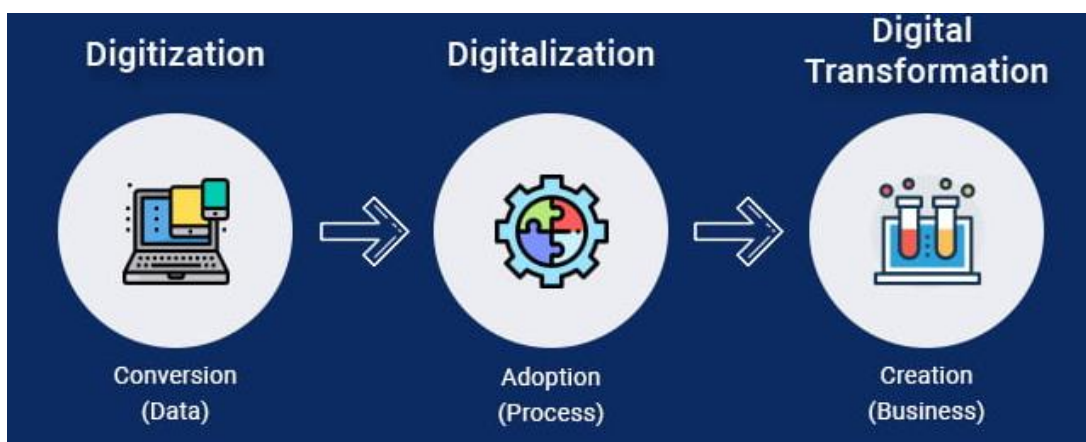 Digitization
Digitalization
Digital
Transformation
Conversion
(Data)
Adoption
(Process)
Creation
(Business)